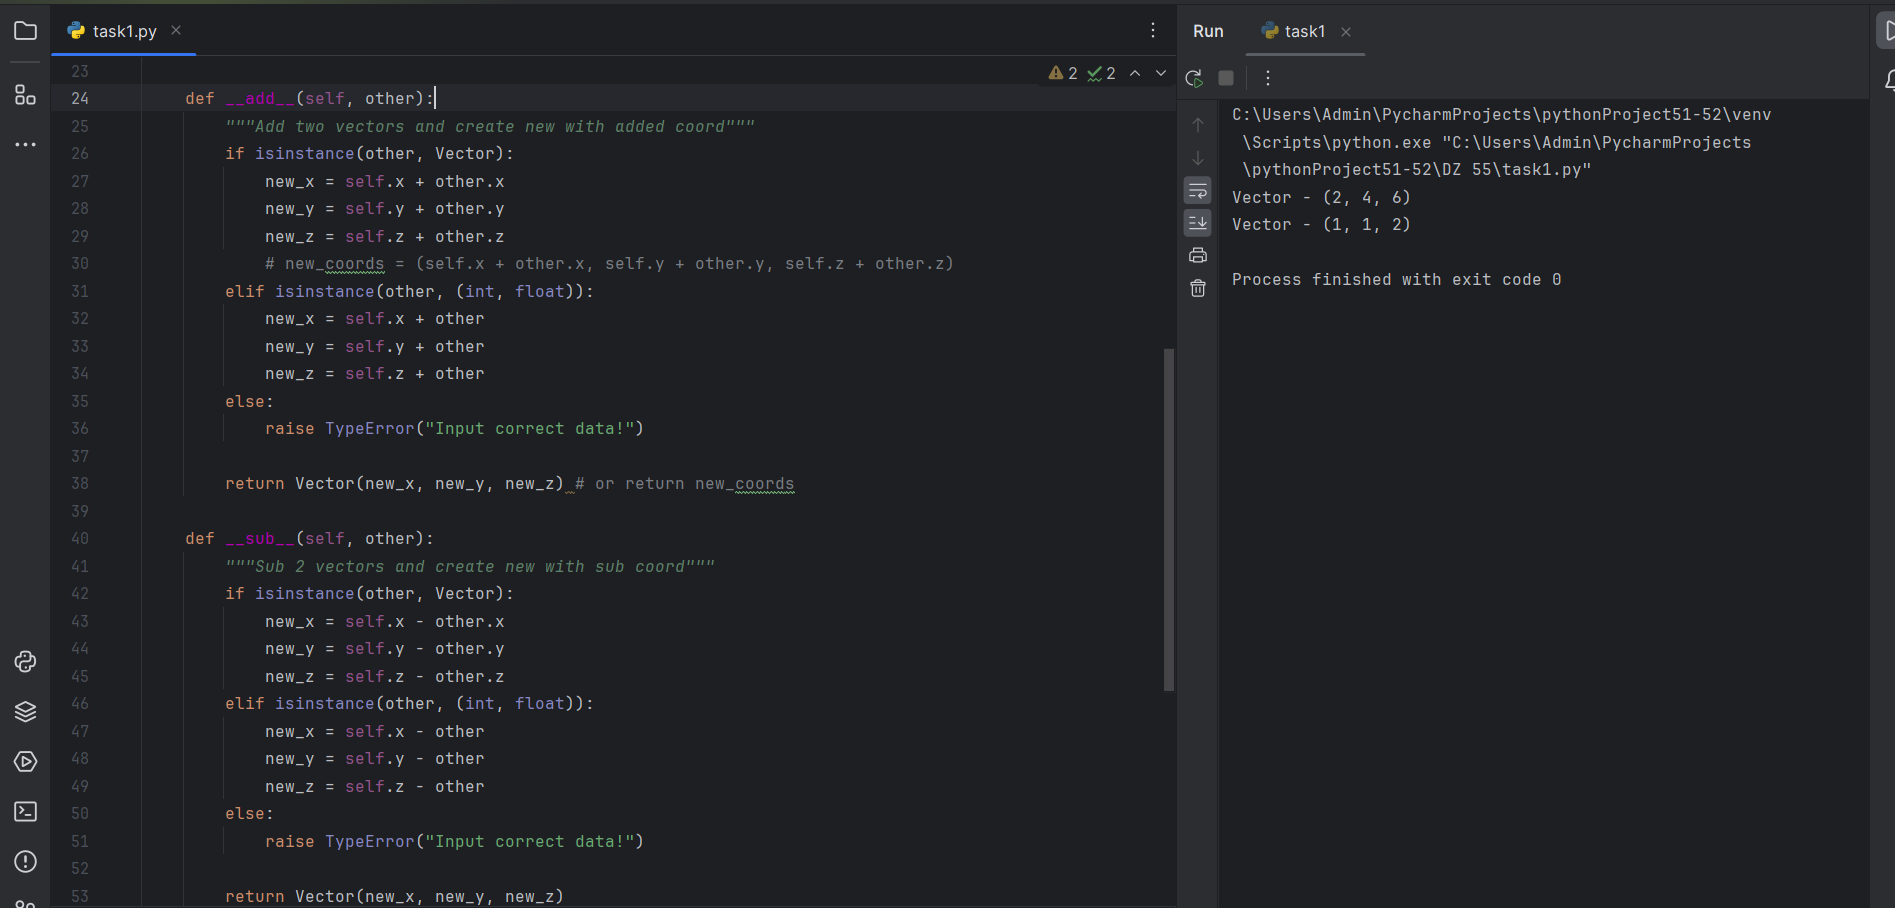 task1.py
2 2
23
24 def __add__(self, other):
25 """Add two vectors and create new with added coord"""
26 if isinstance(other, Vector):
27 new_x = self.x + other.x
28 new_y = self.y + other.y
29 new_z = self.z + other.z
30 # new_coords = (self.x + other.x, self.y + other.y, self.z + other.z)
31 elif isinstance(other, (int, float)):
32 new_x = self.x + other
33 new_y = self.y + other
34 new_z = self.z + other
35 else:
36 raise TypeError("Input correct data!")
37
38 return Vector(new_x, new_y, new_z) # or return new_coords
39
40 def __sub__(self, other):
41 """Sub 2 vectors and create new with sub coord"""
42 if isinstance(other, Vector):
43 new_x = self.x - other.x
44 new_y = self.y - other.y
45 new_z = self.z - other.z
46 elif isinstance(other, (int, float)):
47 new_x = self.x - other
48 new_y = self.y - other
49 new_z = self.z - other
50 else:
51 raise TypeError("Input correct data!")
52
53 return Vector(new_x, new_y, new_z)
Run task1
C:\Users\Admin\PycharmProjects\pythonProject51-52\venv
\Scripts\python.exe "C:\Users\Admin\PycharmProjects
\pythonProject51-52\DZ 55\task1.py"
Vector - (2, 4, 6)
Vector - (1, 1, 2)
Process finished with exit code 0